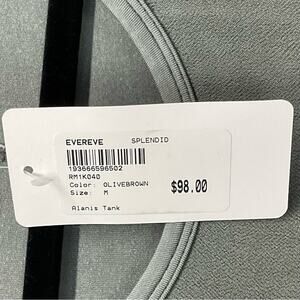 EVEREVE SPLENDID
193666596502
RM1K040
Color: OLIVEBROWN
$98.00
Size: M
Alanis Tank